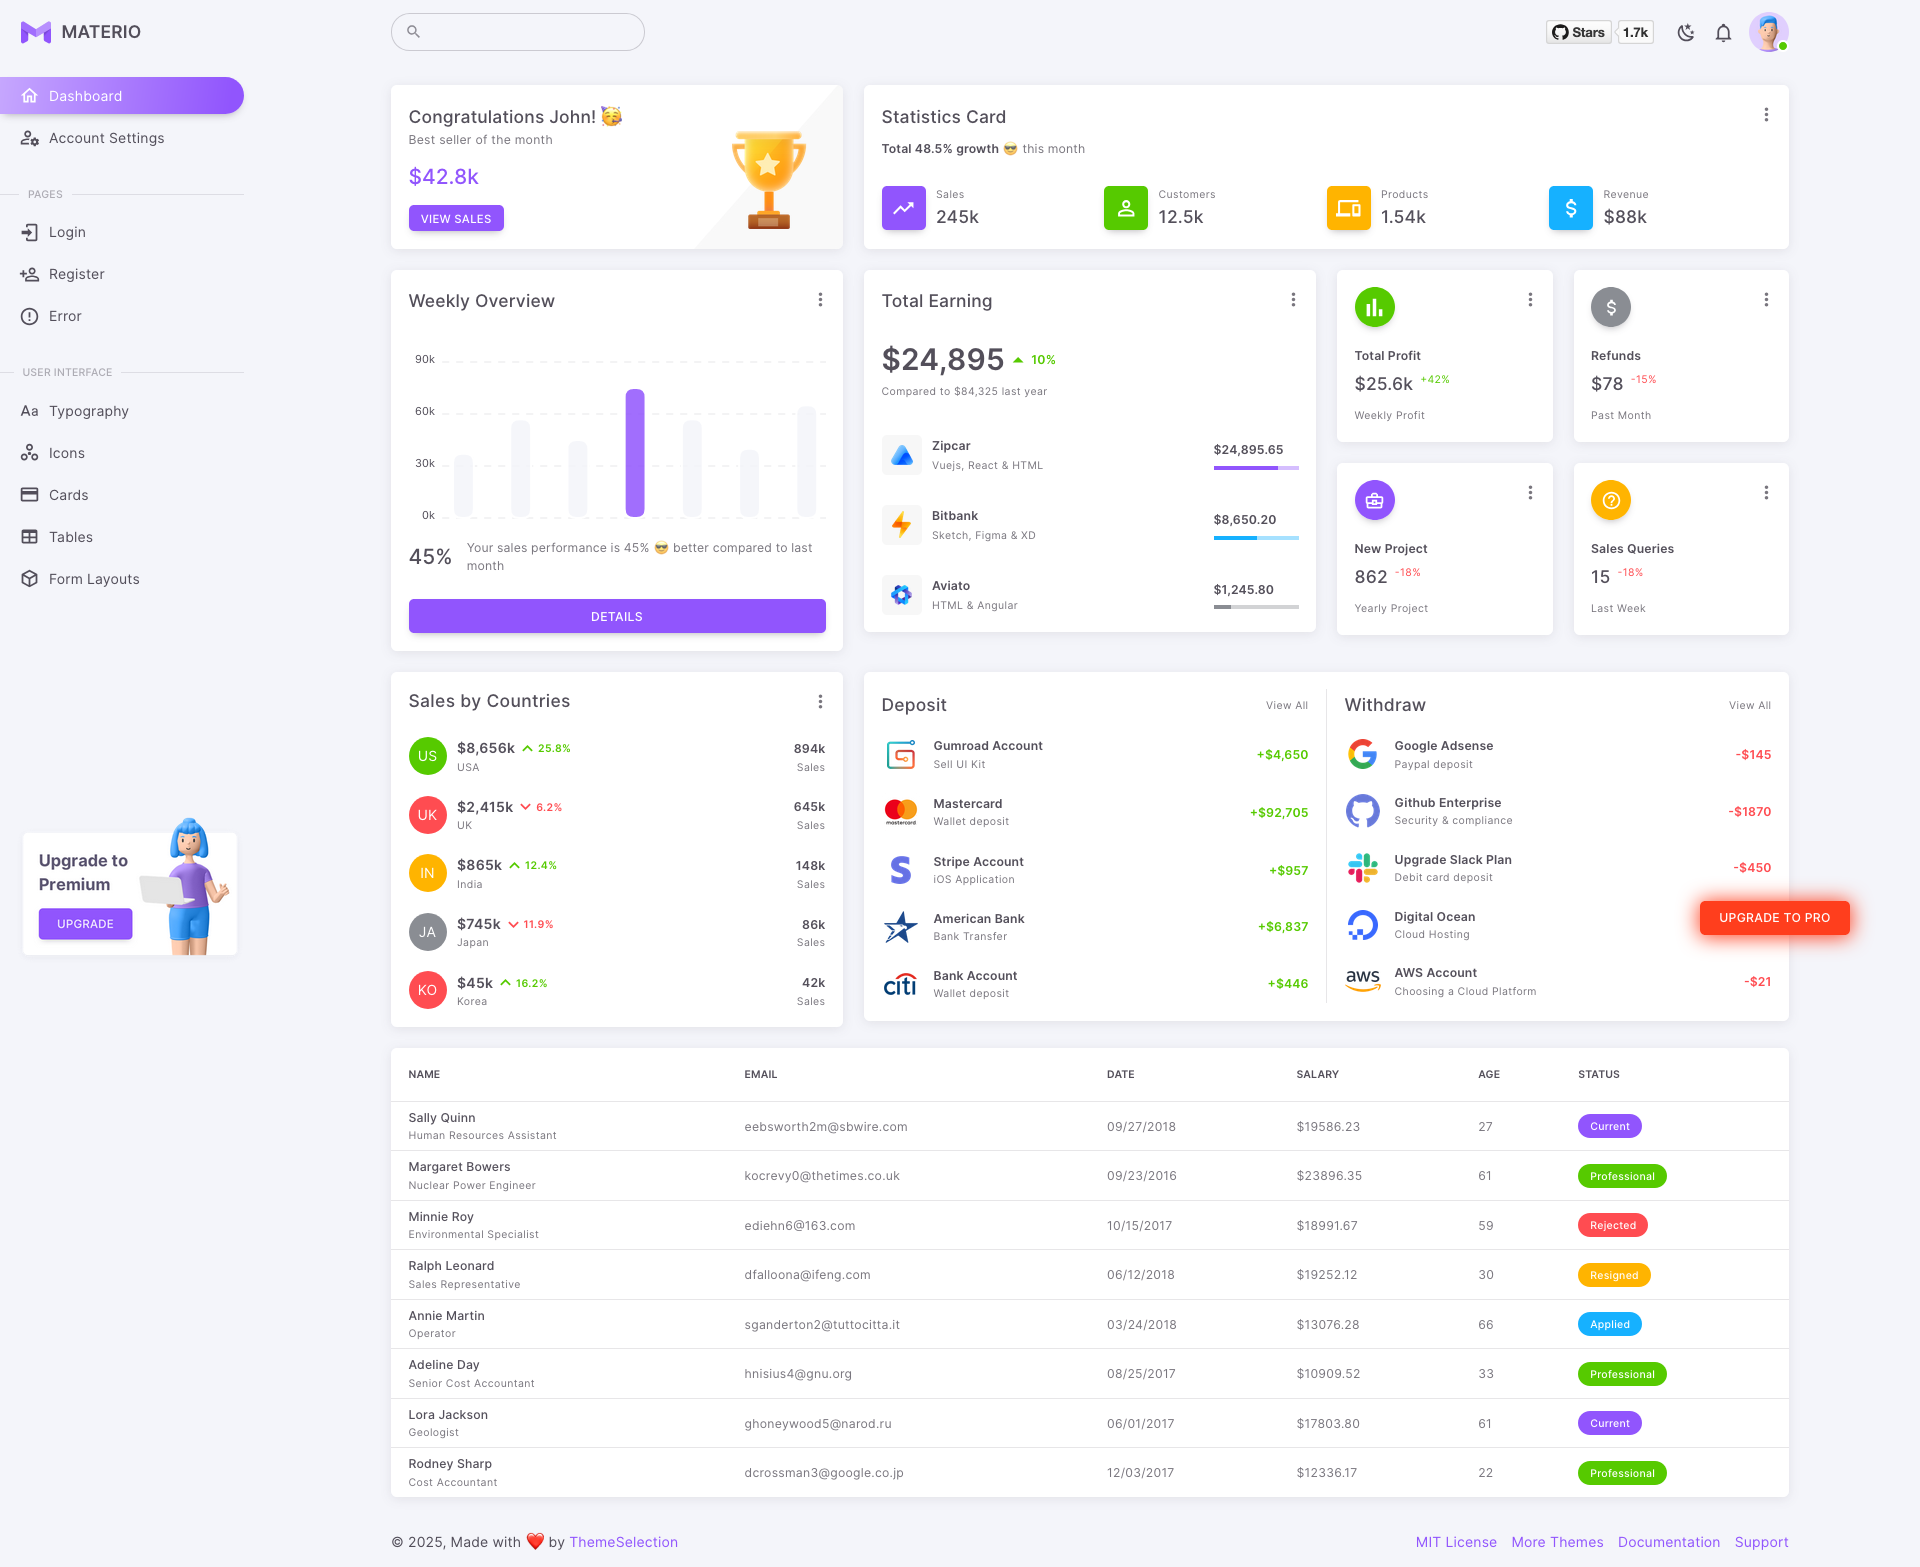 MATERIO
Stars
1.7k
Dashboard
Account Settings
PAGES
Login
Register
Error
USER INTERFACE
Aa Typography
Icons
Cards
Tables
Form Layouts
Upgrade to
Premium
UPGRADE
Congratulations John! 🥳
Best seller of the month
$42.8k
VIEW SALES
Statistics Card
Total 48.5% growth 😎 this month
Sales
245k
Customers
12.5k
Products
1.54k
Revenue
$88k
Weekly Overview
90k
60k
30k
0k
45%
Your sales performance is 45% 😎 better compared to last
month
DETAILS
Total Earning
$24,895
10%
Compared to $84,325 last year
Zipcar
Vuejs, React & HTML
$24,895.65
Bitbank
Sketch, Figma & XD
$8,650.20
Aviato
HTML & Angular
$1,245.80
Total Profit
$25.6k +42%
Weekly Profit
Refunds
$78 -15%
Past Month
New Project
862 -18%
Yearly Project
Sales Queries
15 -18%
Last Week
Sales by Countries
US
$8,656k 25.8%
USA
894k
Sales
UK
$2,415k 6.2%
UK
645k
Sales
IN
$865k 12.4%
India
148k
Sales
JA
$745k 11.9%
Japan
86k
Sales
KO
$45k 16.2%
Korea
42k
Sales
Deposit
View All
Gumroad Account
Sell UI Kit
+$4,650
mastercard
Mastercard
Wallet deposit
+$92,705
Stripe Account
iOS Application
+$957
American Bank
Bank Transfer
+$6,837
citi
Bank Account
Wallet deposit
+$446
Withdraw
View All
Google Adsense
Paypal deposit
-$145
Github Enterprise
Security & compliance
-$1870
Upgrade Slack Plan
Debit card deposit
-$450
Digital Ocean
Cloud Hosting
UPGRADE TO PRO
aws
AWS Account
Choosing a Cloud Platform
-$21
NAME EMAIL DATE SALARY AGE STATUS
Sally Quinn
Human Resources Assistant
eebsworth2m@sbwire.com 09/27/2018 $19586.23 27 Current
Margaret Bowers
Nuclear Power Engineer
kocrevy0@thetimes.co.uk 09/23/2016 $23896.35 61 Professional
Minnie Roy
Environmental Specialist
ediehn6@163.com 10/15/2017 $18991.67 59 Rejected
Ralph Leonard
Sales Representative
dfalloona@ifeng.com 06/12/2018 $19252.12 30 Resigned
Annie Martin
Operator
sganderton2@tuttocitta.it 03/24/2018 $13076.28 66 Applied
Adeline Day
Senior Cost Accountant
hnisius4@gnu.org 08/25/2017 $10909.52 33 Professional
Lora Jackson
Geologist
ghoneywood5@narod.ru 06/01/2017 $17803.80 61 Current
Rodney Sharp
Cost Accountant
dcrossman3@google.co.jp 12/03/2017 $12336.17 22 Professional
© 2025, Made with ❤️ by ThemeSelection
MIT License More Themes Documentation Support